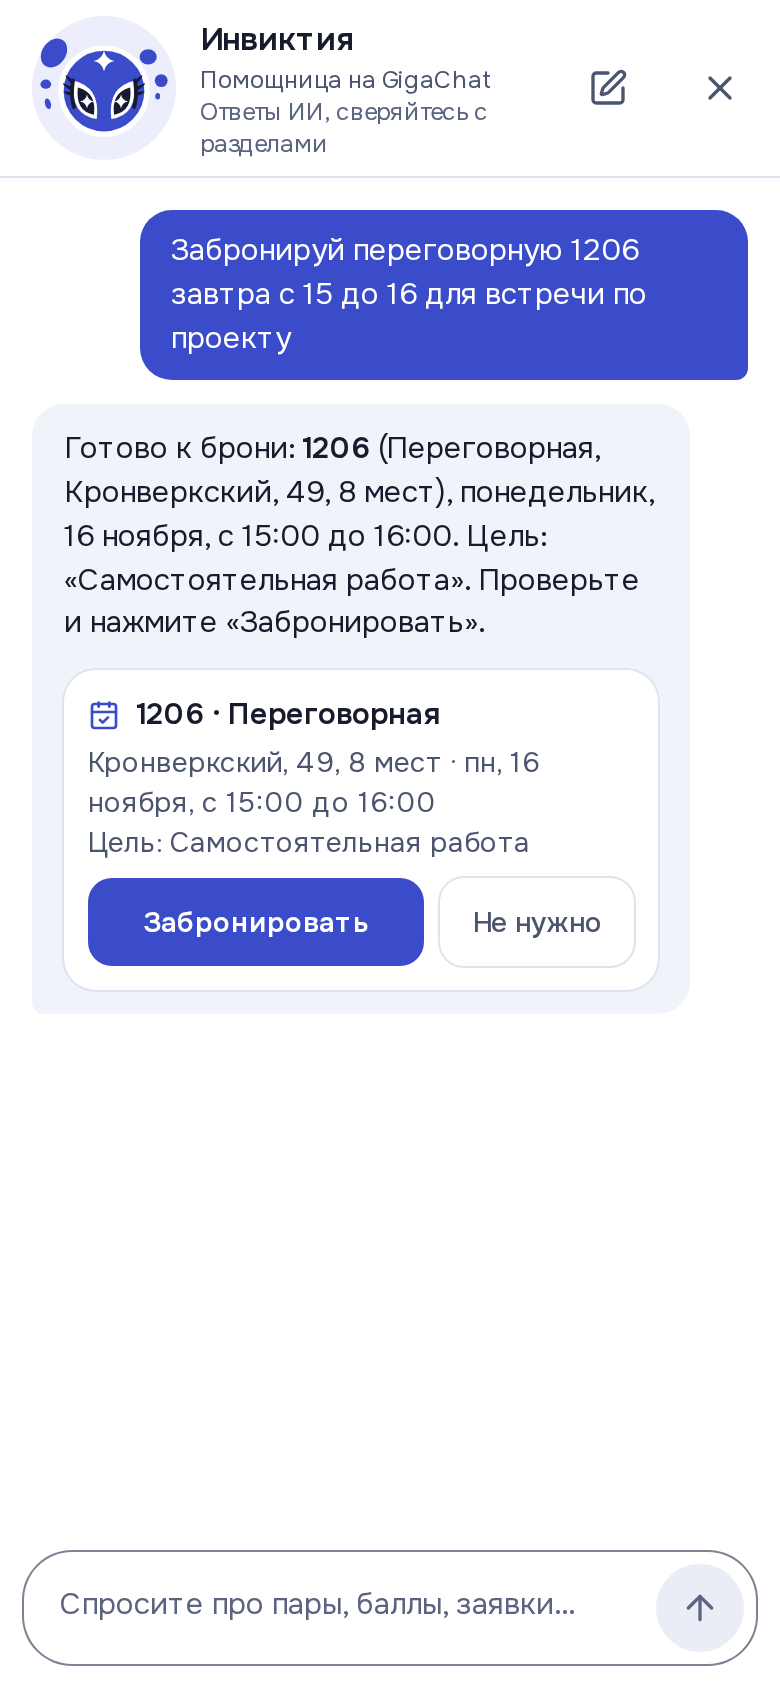 Инвиктия
Помощница на GigaChat
Ответы ИИ, сверяйтесь с
разделами
Забронируй переговорную 1206
завтра с 15 до 16 для встречи по
проекту
Готово к брони: 1206 (Переговорная,
Кронверкский, 49, 8 мест), понедельник,
16 ноября, с 15:00 до 16:00. Цель:
«Самостоятельная работа». Проверьте
и нажмите «Забронировать».
1206 · Переговорная
Кронверкский, 49, 8 мест · пн, 16
ноября, с 15:00 до 16:00
Цель: Самостоятельная работа
Забронировать
Не нужно
Спросите про пары, баллы, заявки...